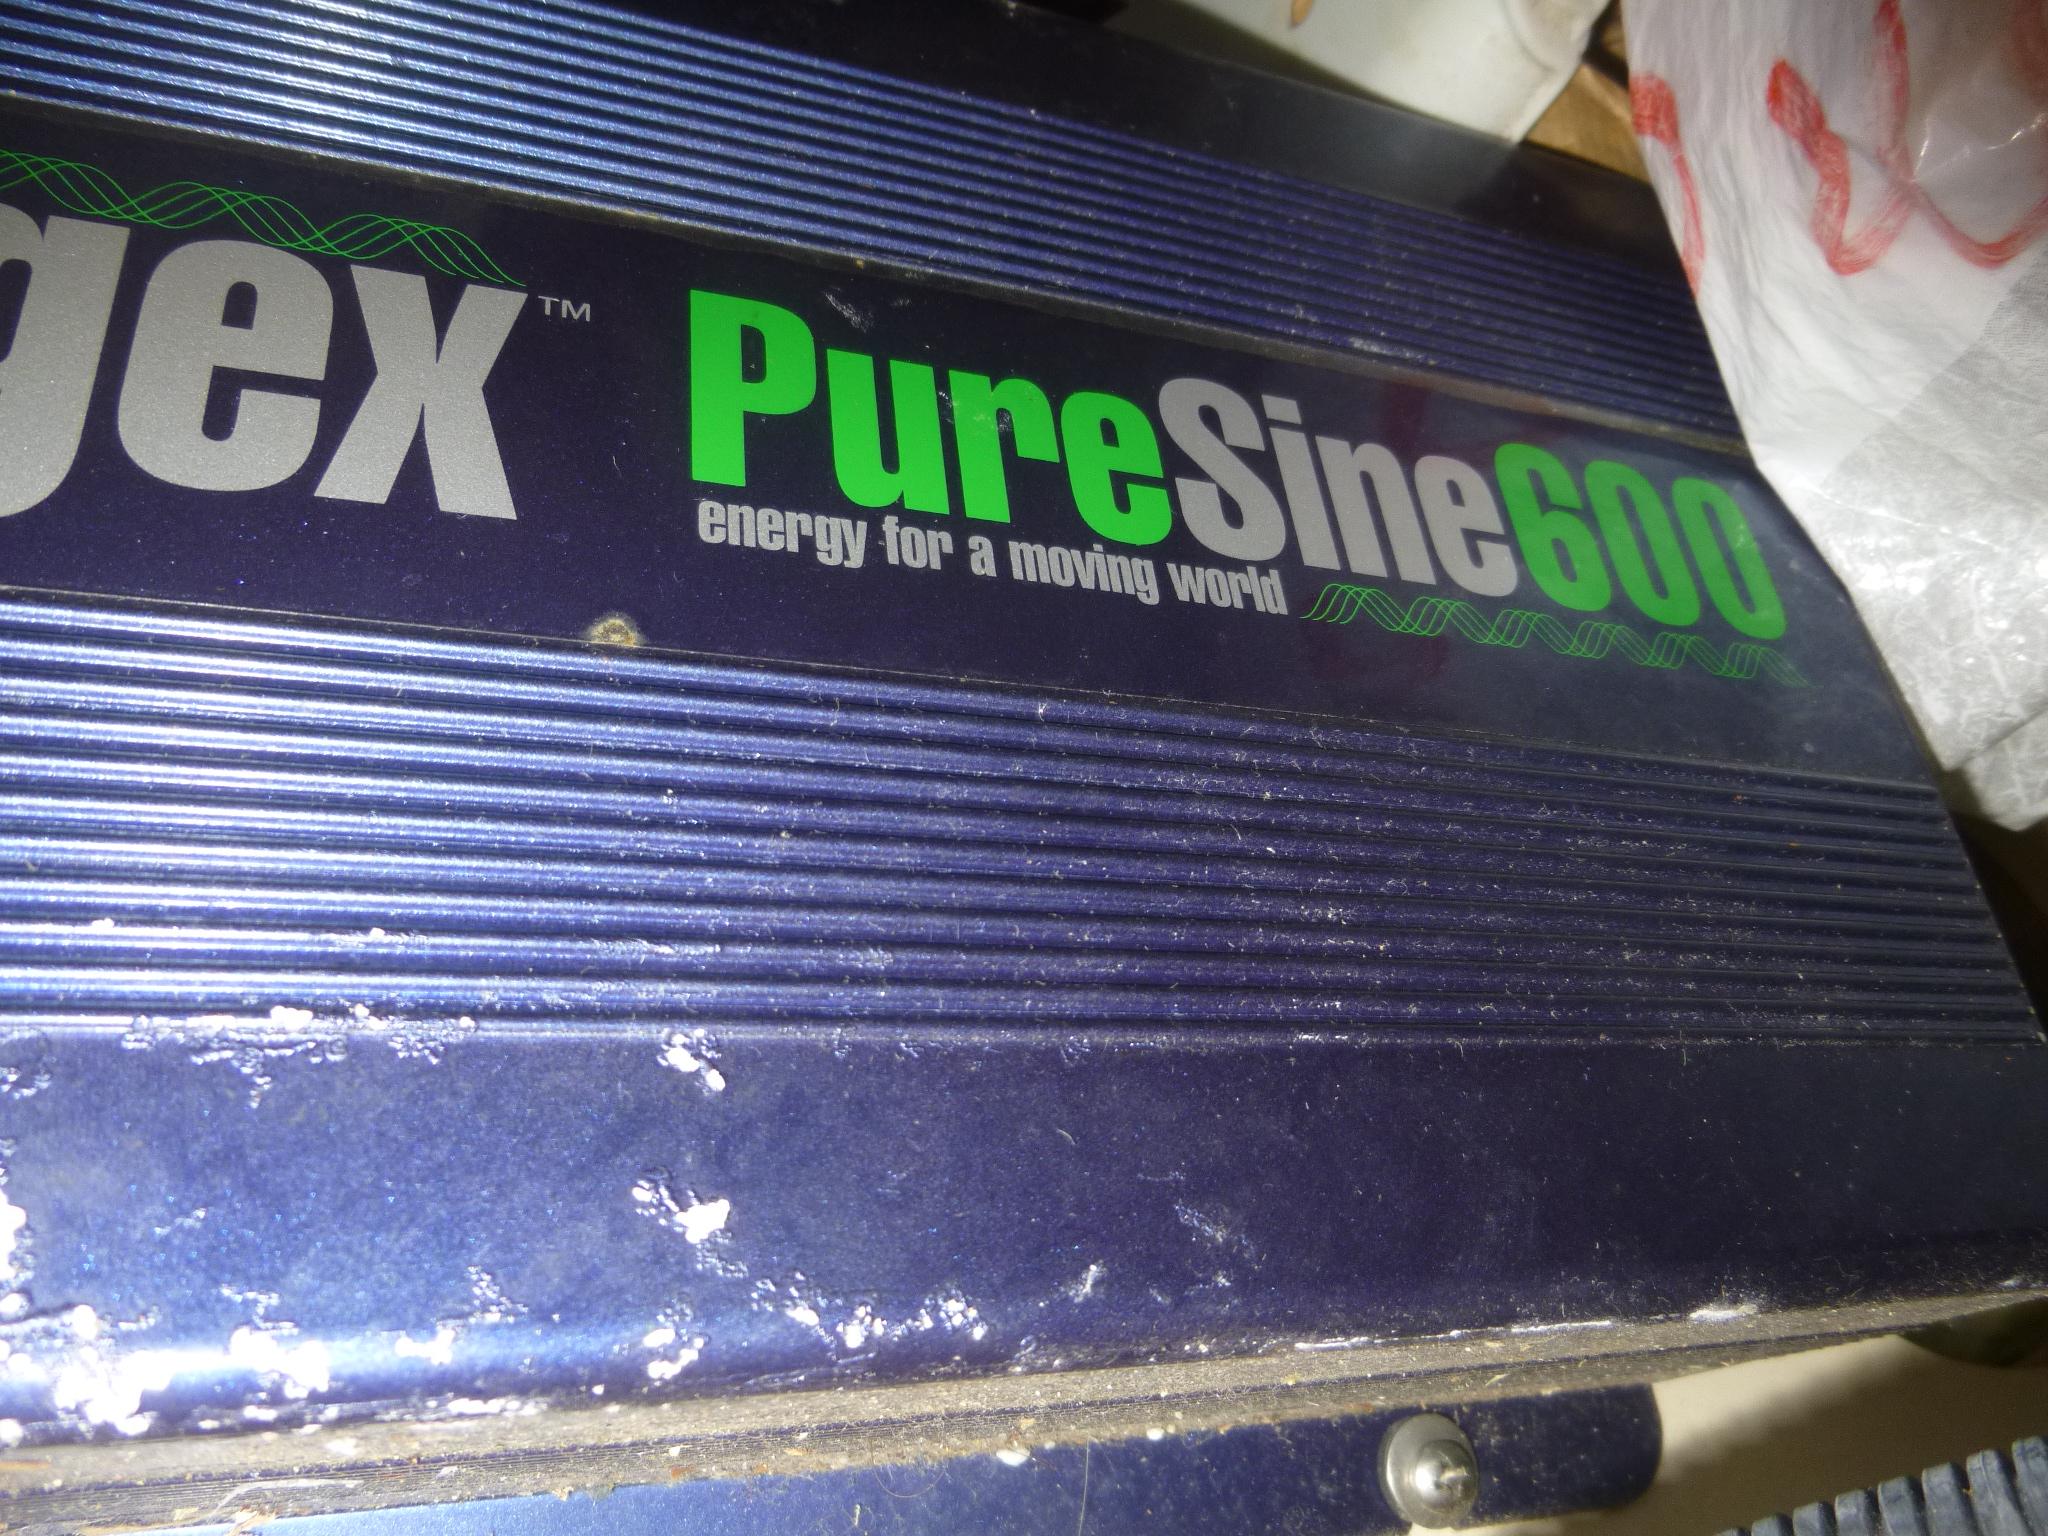 gex™
PureSine600
energy for a moving world